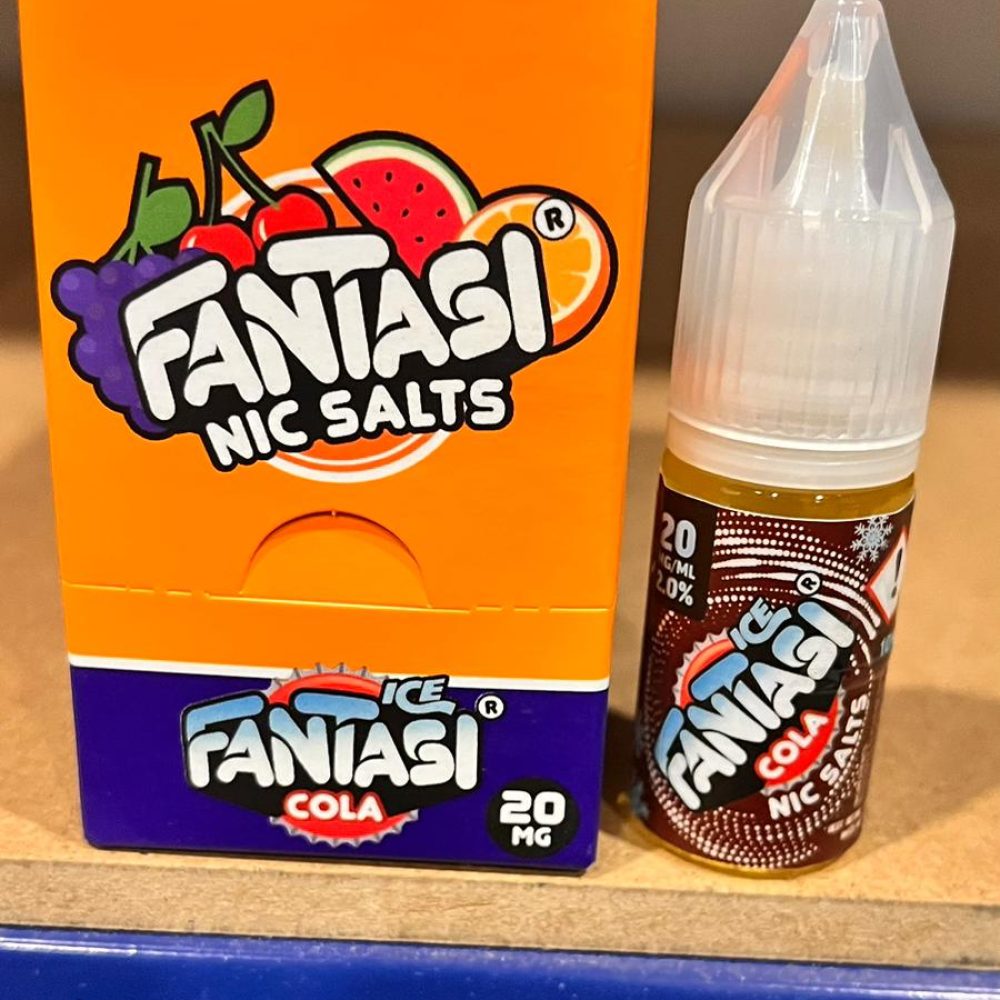 FANTASI®
NIC SALTS
ICE
FANTASI®
COLA
20
MG
20
MG/ML
2.0%
ICE
FANTASI®
COLA
NIC SALTS